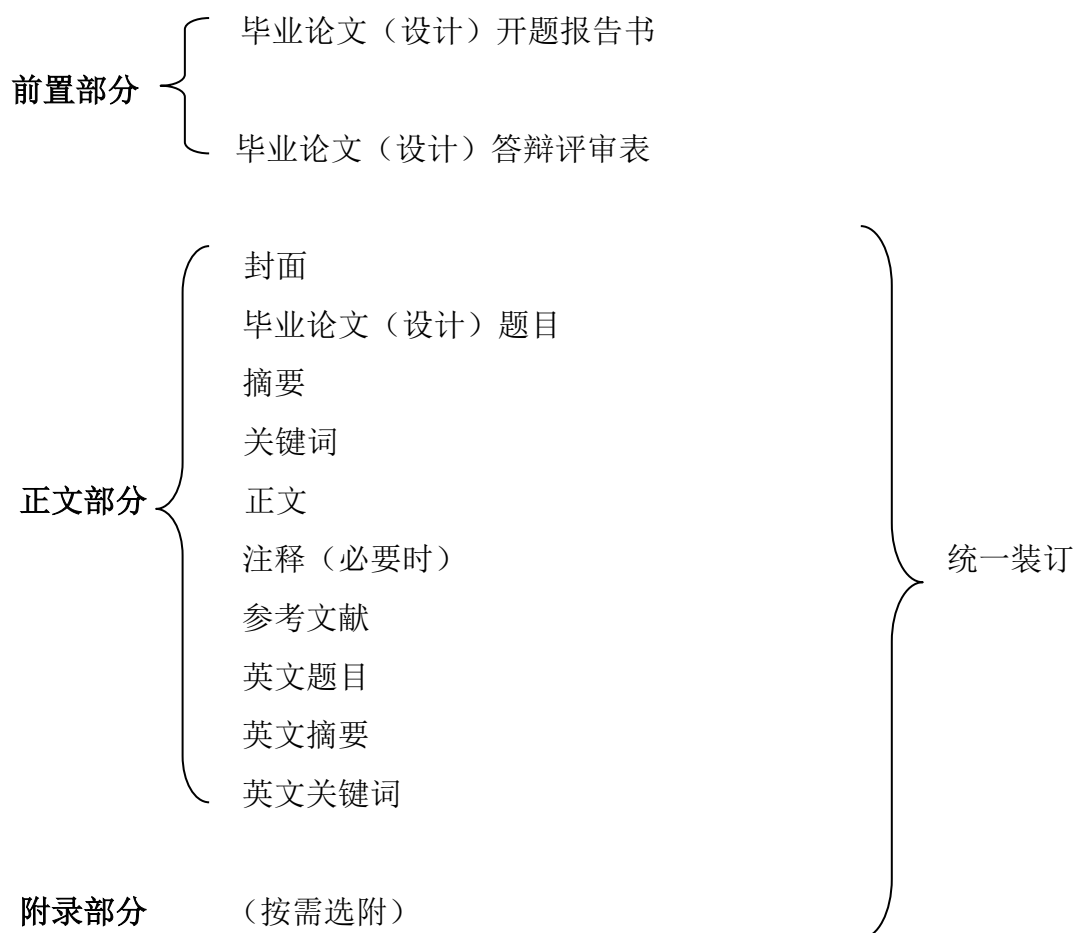 毕业论文（设计）开题报告书
前置部分
毕业论文（设计）答辩评审表
封面
毕业论文（设计）题目
摘要
关键词
正文部分 正文
注释（必要时）
统一装订
参考文献
英文题目
英文摘要
英文关键词
附录部分 （按需选附）